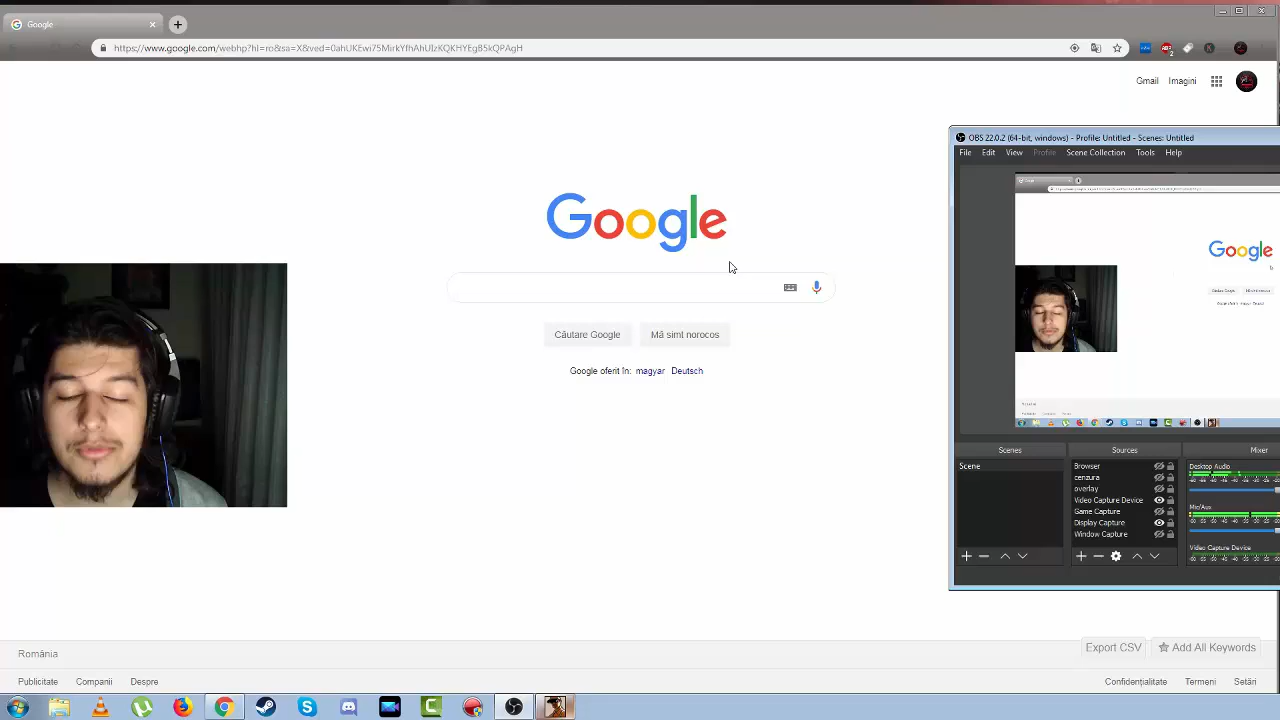 Google
https://www.google.com/webhp?hl=ro&sa=X&ved=0ahUKEwi75MirkYfhAhUIzKQKHYEgB5kQPAgH
Gmail Imagini
Google
Căutare Google Mă simt norocos
Google oferit în: magyar Deutsch
OBS 22.0.2 (64-bit, windows) - Profile: Untitled - Scenes: Untitled
File Edit View Profile Scene Collection Tools Help
Google
Scenes Sources Mixer
Scene
Browser
cenzura
overlay
Video Capture Device
Game Capture
Display Capture
Window Capture
Desktop Audio
Mic/Aux
Video Capture Device
Export CSV Add All Keywords
România
Publicitate Companii Despre
Confidențialitate Termeni Setări